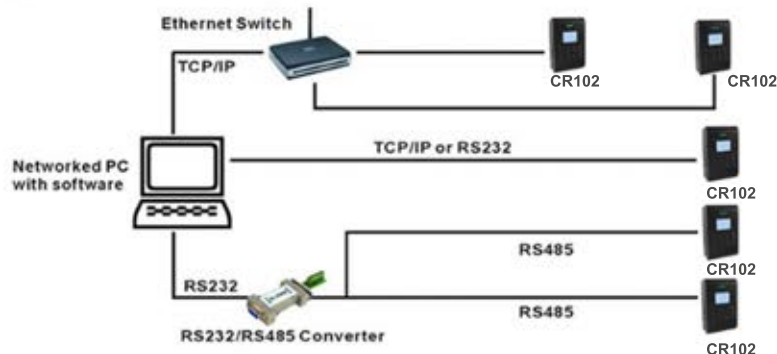 Ethernet Switch
TCP/IP
CR102
CR102
TCP/IP or RS232
Networked PC
with software
CR102
RS485
CR102
RS232
RS485
RS232/RS485 Converter
CR102